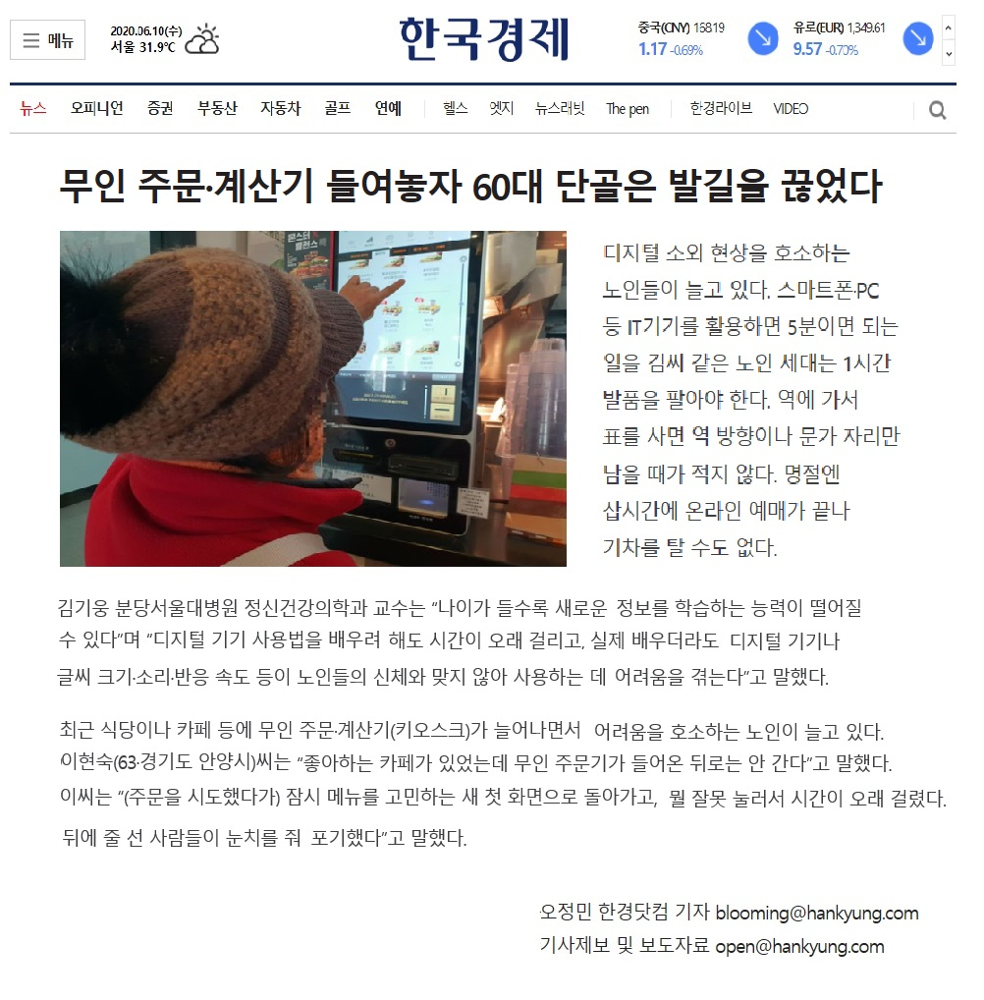 메뉴
2020.06.10(수)
서울 31.9℃
한국경제
중국(CNY) 168.19
1.17 -0.69%
유로(EUR) 1,349.61
9.57 -0.70%
뉴스 오피니언 증권 부동산 자동차 골프 연예 헬스 엣지 뉴스래빗 The pen 한경라이브 VIDEO
무인 주문·계산기 들여놓자 60대 단골은 발길을 끊었다
몬스터
밸런스
디지털 소외 현상을 호소하는
노인들이 늘고 있다. 스마트폰·PC
등 IT기기를 활용하면 5분이면 되는
일을 김씨 같은 노인 세대는 1시간
발품을 팔아야 한다. 역에 가서
표를 사면 역 방향이나 문가 자리만
남을 때가 적지 않다. 명절엔
삽시간에 온라인 예매가 끝나
기차를 탈 수도 없다.
김기웅 분당서울대병원 정신건강의학과 교수는 “나이가 들수록 새로운 정보를 학습하는 능력이 떨어질
수 있다”며 “디지털 기기 사용법을 배우려 해도 시간이 오래 걸리고, 실제 배우더라도 디지털 기기나
글씨 크기·소리·반응 속도 등이 노인들의 신체와 맞지 않아 사용하는 데 어려움을 겪는다”고 말했다.
최근 식당이나 카페 등에 무인 주문·계산기(키오스크)가 늘어나면서 어려움을 호소하는 노인이 늘고 있다.
이현숙(63·경기도 안양시)씨는 “좋아하는 카페가 있었는데 무인 주문기가 들어온 뒤로는 안 간다”고 말했다.
이씨는 “(주문을 시도했다가) 잠시 메뉴를 고민하는 새 첫 화면으로 돌아가고, 뭘 잘못 눌러서 시간이 오래 걸렸다.
뒤에 줄 선 사람들이 눈치를 줘 포기했다”고 말했다.
오정민 한경닷컴 기자 blooming@hankyung.com
기사제보 및 보도자료 open@hankyung.com